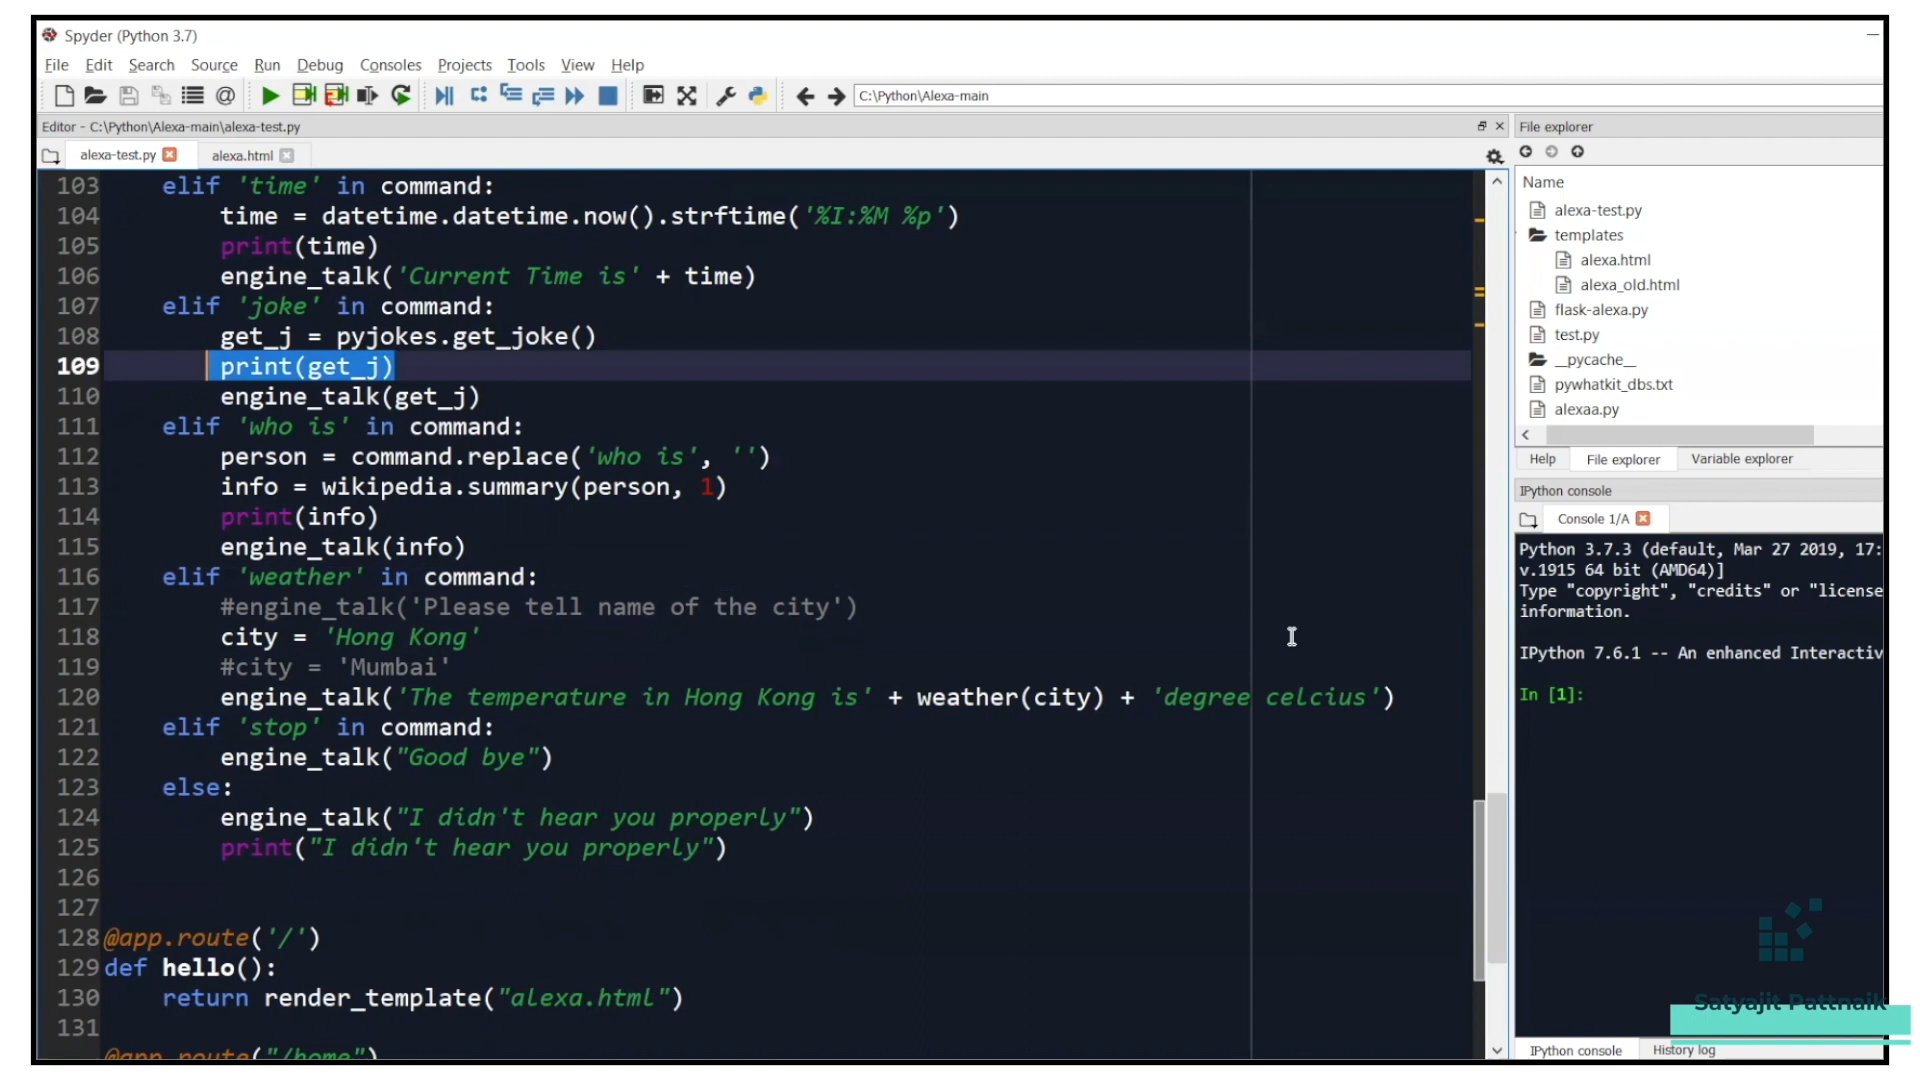 Spyder (Python 3.7)
File Edit Search Source Run Debug Consoles Projects Tools View Help
C:\Python\Alexa-main
Editor - C:\Python\Alexa-main\alexa-test.py
alexa-test.py
alexa.html
103 elif 'time' in command:
104 time = datetime.datetime.now().strftime('%I:%M %p')
105 print(time)
106 engine_talk('Current Time is' + time)
107 elif 'joke' in command:
108 get_j = pyjokes.get_joke()
109 print(get_j)
110 engine_talk(get_j)
111 elif 'who is' in command:
112 person = command.replace('who is', '')
113 info = wikipedia.summary(person, 1)
114 print(info)
115 engine_talk(info)
116 elif 'weather' in command:
117 #engine_talk('Please tell name of the city')
118 city = 'Hong Kong'
119 #city = 'Mumbai'
120 engine_talk('The temperature in Hong Kong is' + weather(city) + 'degree celcius')
121 elif 'stop' in command:
122 engine_talk("Good bye")
123 else:
124 engine_talk("I didn't hear you properly")
125 print("I didn't hear you properly")
126
127
128 @app.route('/')
129 def hello():
130 return render_template("alexa.html")
131
@app.route("/home")
File explorer
Name
alexa-test.py
templates
alexa.html
alexa_old.html
flask-alexa.py
test.py
__pycache__
pywhatkit_dbs.txt
alexaa.py
Help File explorer Variable explorer
IPython console
Console 1/A
Python 3.7.3 (default, Mar 27 2019, 17:
v.1915 64 bit (AMD64)]
Type "copyright", "credits" or "license
information.
IPython 7.6.1 -- An enhanced Interactiv
In [1]:
Satyajit Pattnaik
IPython console History log